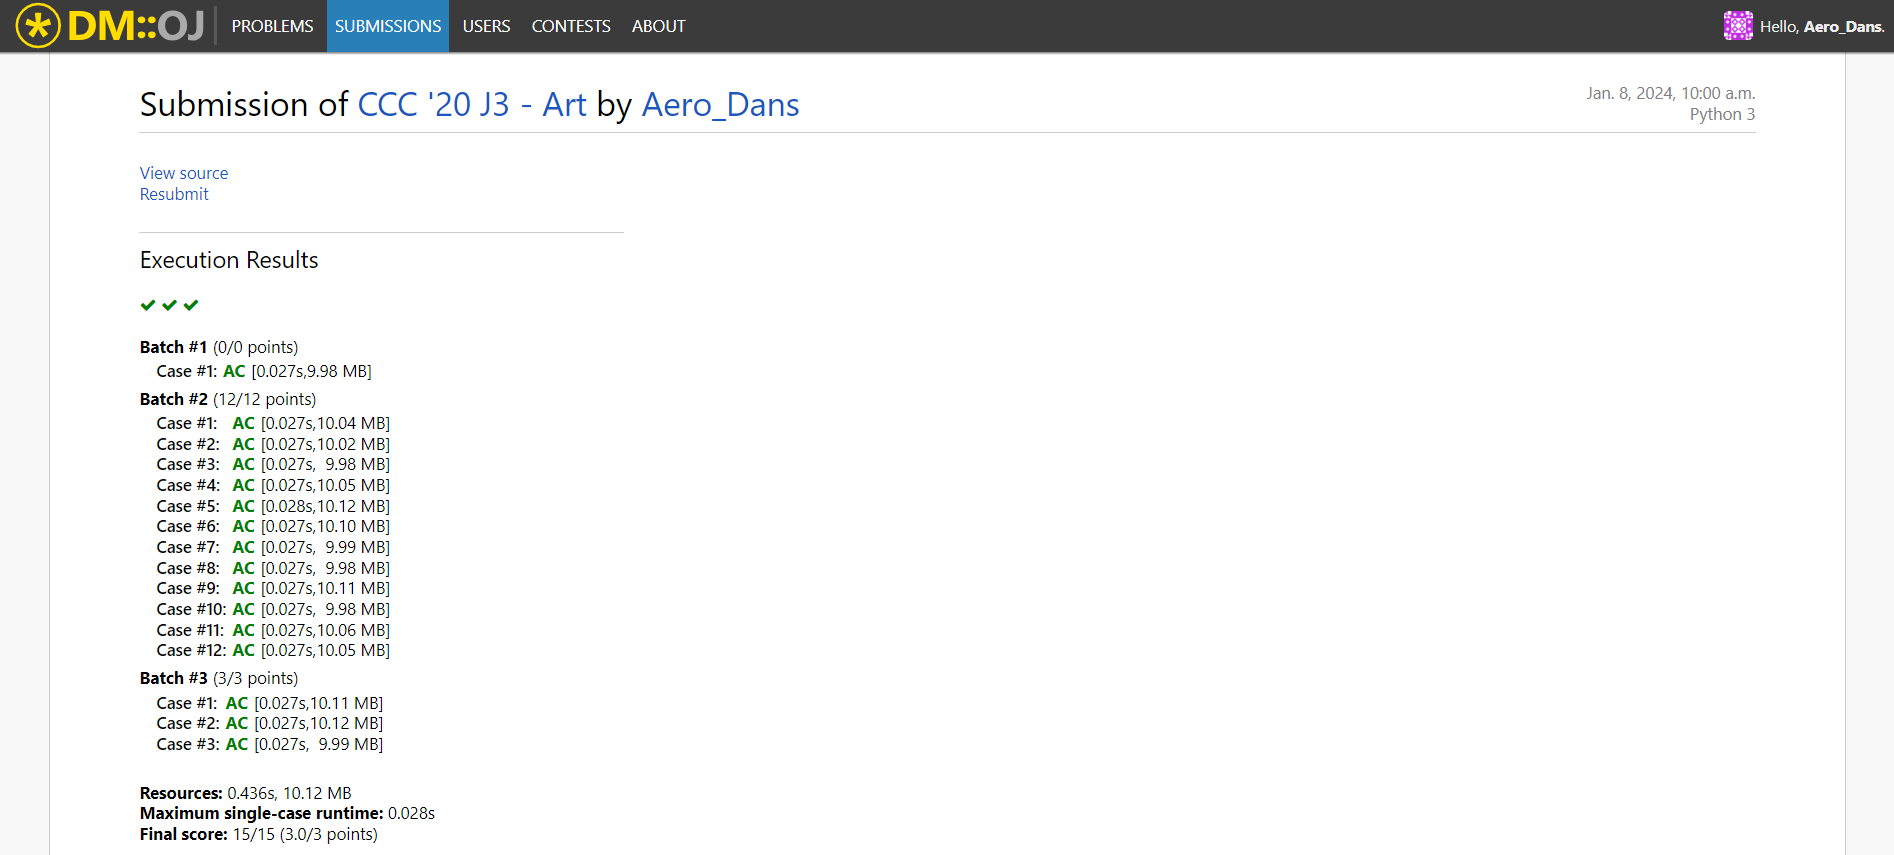 DM::OJ PROBLEMS SUBMISSIONS USERS CONTESTS ABOUT Hello, Aero_Dans.
Submission of CCC '20 J3 - Art by Aero_Dans
Jan. 8, 2024, 10:00 a.m.
Python 3
View source
Resubmit
Execution Results
Batch #1 (0/0 points)
Case #1: AC [0.027s,9.98 MB]
Batch #2 (12/12 points)
Case #1: AC [0.027s,10.04 MB]
Case #2: AC [0.027s,10.02 MB]
Case #3: AC [0.027s, 9.98 MB]
Case #4: AC [0.027s,10.05 MB]
Case #5: AC [0.028s,10.12 MB]
Case #6: AC [0.027s,10.10 MB]
Case #7: AC [0.027s, 9.99 MB]
Case #8: AC [0.027s, 9.98 MB]
Case #9: AC [0.027s,10.11 MB]
Case #10: AC [0.027s, 9.98 MB]
Case #11: AC [0.027s,10.06 MB]
Case #12: AC [0.027s,10.05 MB]
Batch #3 (3/3 points)
Case #1: AC [0.027s,10.11 MB]
Case #2: AC [0.027s,10.12 MB]
Case #3: AC [0.027s, 9.99 MB]
Resources: 0.436s, 10.12 MB
Maximum single-case runtime: 0.028s
Final score: 15/15 (3.0/3 points)